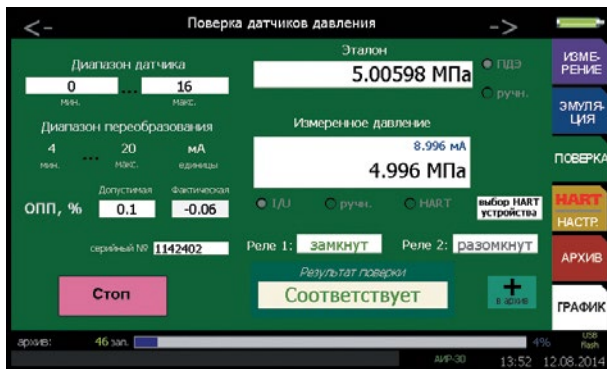 <- Поверка датчиков давления ->
Диапазон датчика
0 ... 16
мин. макс.
Диапазон преобразования
4 ... 20 мА
мин. макс. единицы
Допустимая Фактическая
ОПП, % 0.1 -0.06
серийный № 1142402
Стоп
Эталон
5.00598 МПа
ПДЭ
ручн.
Измеренное давление
8.996 мА
4.996 МПа
I/U ручн. HART
выбор HART
устройства
Реле 1: замкнут Реле 2: разомкнут
Результат поверки
Соответствует
+
в архив
ИЗМЕ-
РЕНИЕ
ЭМУЛЯ-
ЦИЯ
ПОВЕРКА
HART
НАСТР.
АРХИВ
ГРАФИК
архив: 46 зап. 4% USB
flash
АИР-30 13:52 12.08.2014